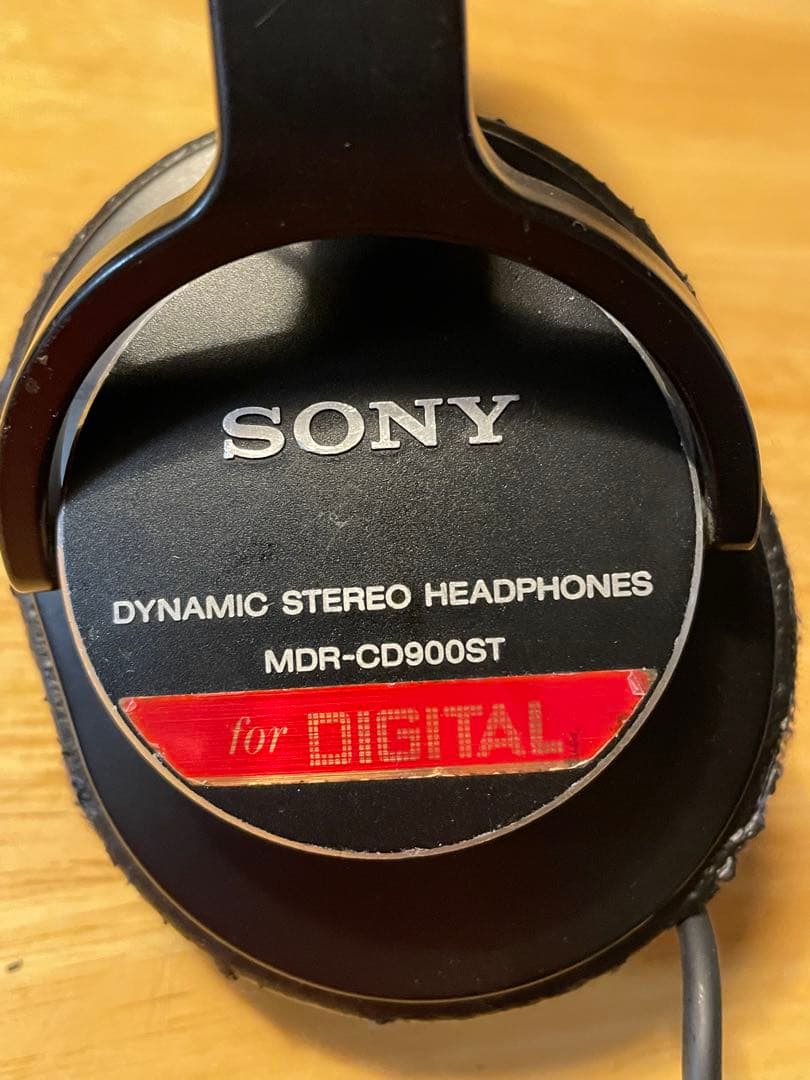 SONY
DYNAMIC STEREO HEADPHONES
MDR-CD900ST
for DIGITAL